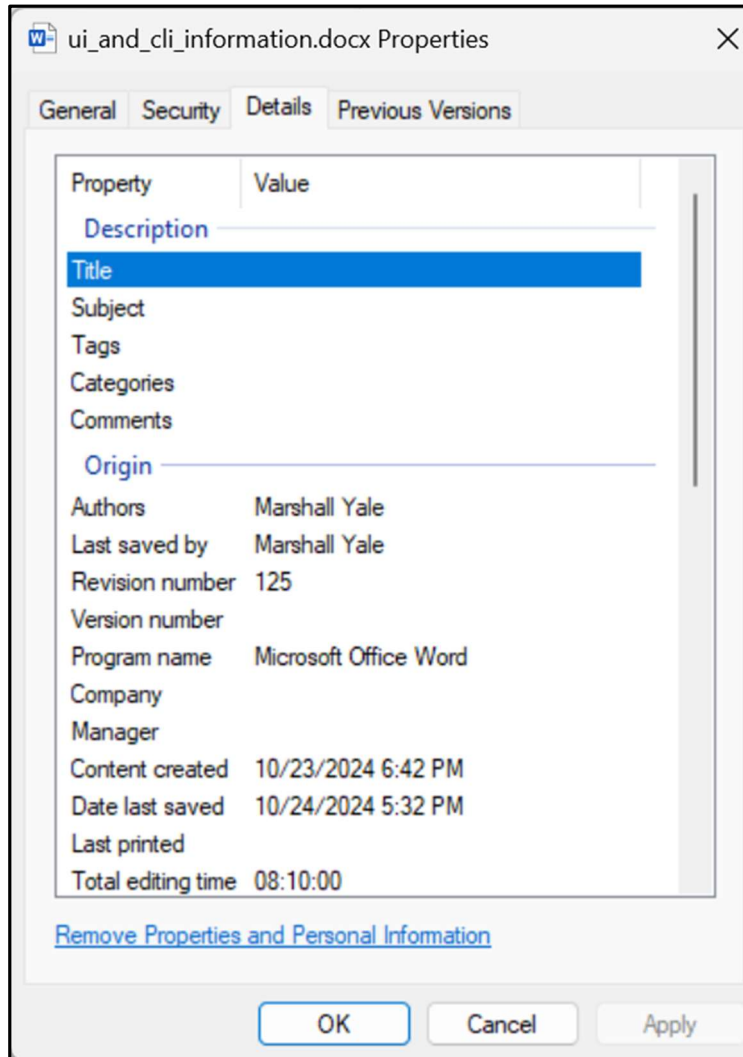 ui_and_cli_information.docx Properties
General Security Details Previous Versions
Property Value
Description
Title
Subject
Tags
Categories
Comments
Origin
Authors Marshall Yale
Last saved by Marshall Yale
Revision number 125
Version number
Program name Microsoft Office Word
Company
Manager
Content created 10/23/2024 6:42 PM
Date last saved 10/24/2024 5:32 PM
Last printed
Total editing time 08:10:00
Remove Properties and Personal Information
OK Cancel Apply